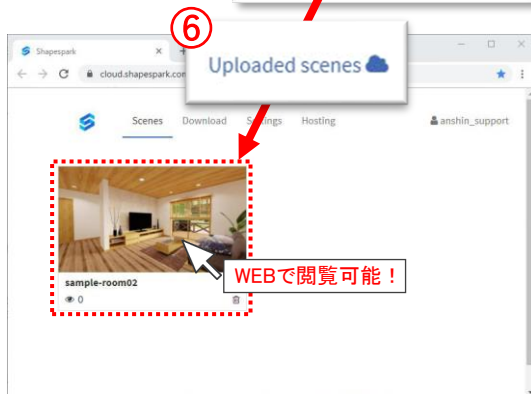 ⑥
Uploaded scenes
Shapespark
cloud.shapespark.com
Scenes Download Settings Hosting anshin_support
sample-room02
0
WEBで閲覧可能！